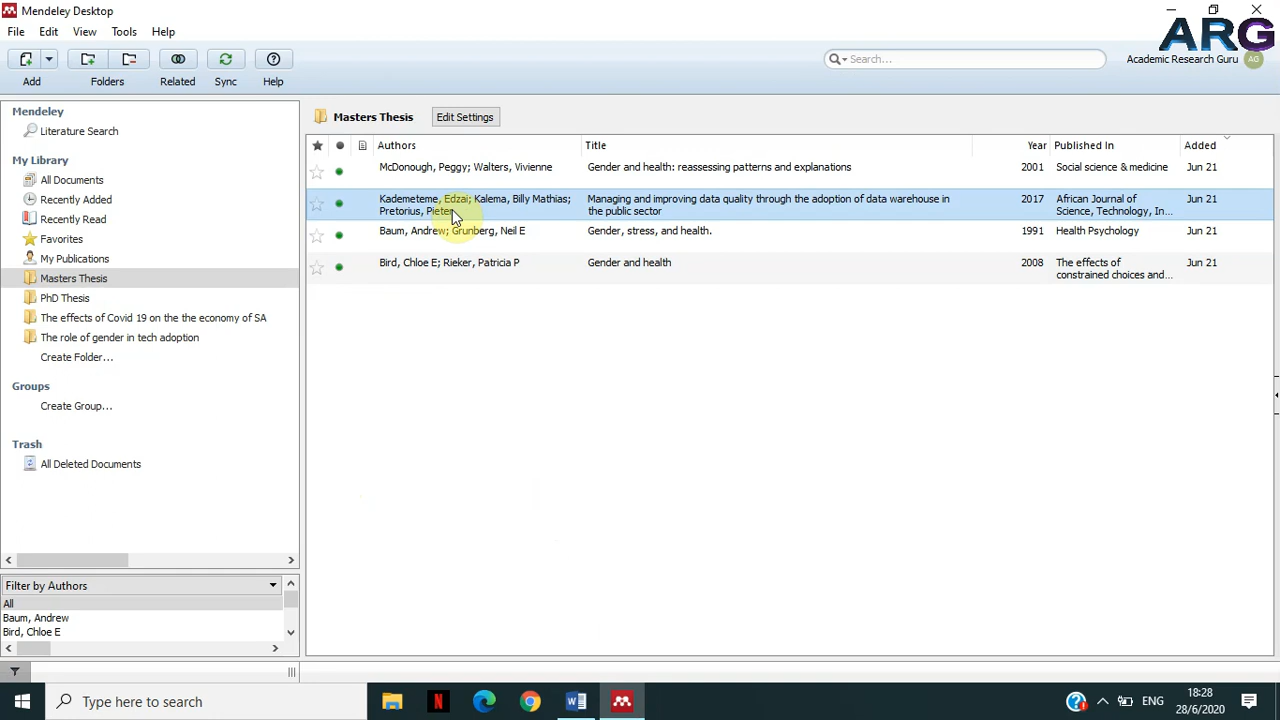 Mendeley Desktop
ARG
File Edit View Tools Help
Search...
Academic Research Guru AG
Add Folders Related Sync Help
Mendeley
Literature Search
My Library
All Documents
Recently Added
Recently Read
Favorites
My Publications
Masters Thesis
PhD Thesis
The effects of Covid 19 on the the economy of SA
The role of gender in tech adoption
Create Folder...
Groups
Create Group...
Trash
All Deleted Documents
Filter by Authors
All
Baum, Andrew
Bird, Chloe E
Masters Thesis Edit Settings
Authors Title Year Published In Added
McDonough, Peggy; Walters, Vivienne Gender and health: reassessing patterns and explanations 2001 Social science & medicine Jun 21
Kademeteme, Edzai; Kalema, Billy Mathias; Managing and improving data quality through the adoption of data warehouse in 2017 African Journal of Jun 21
Pretorius, Pieter the public sector Science, Technology, In...
Baum, Andrew; Grunberg, Neil E Gender, stress, and health. 1991 Health Psychology Jun 21
Bird, Chloe E; Rieker, Patricia P Gender and health 2008 The effects of Jun 21
constrained choices and...
Type here to search
ENG
18:28
28/6/2020